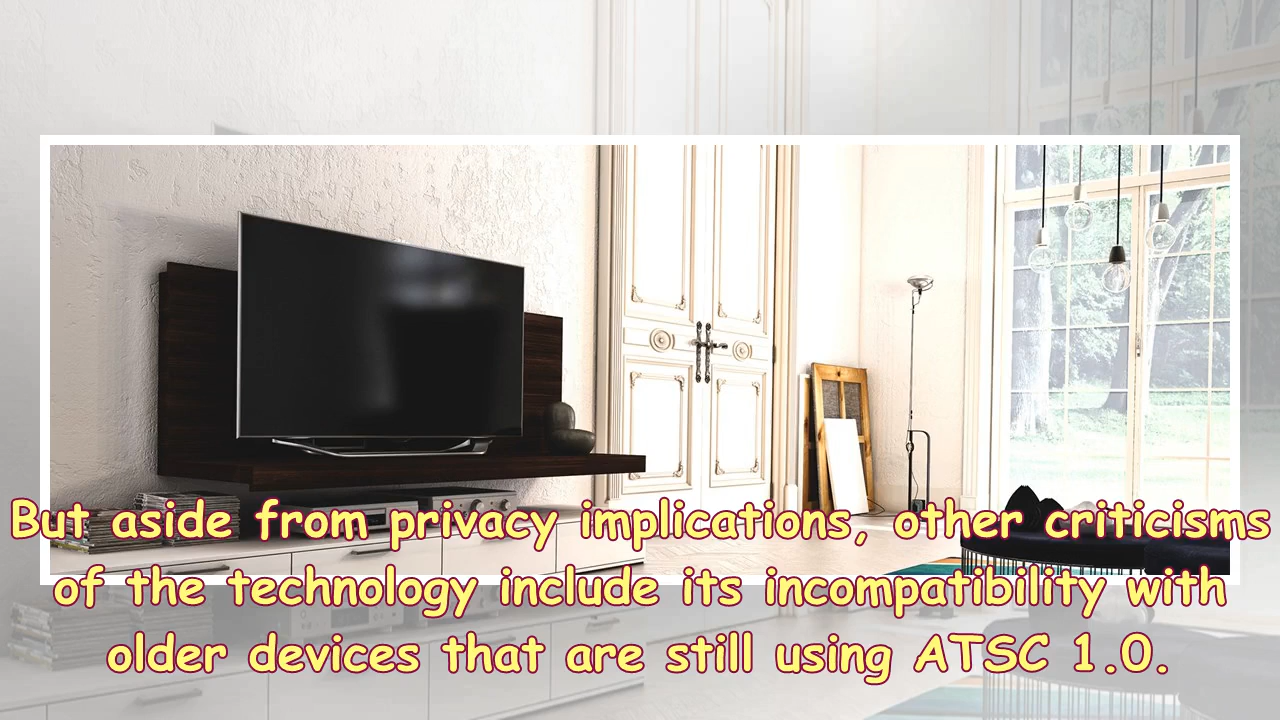 But aside from privacy implications, other criticisms
of the technology include its incompatibility with
older devices that are still using ATSC 1.0.